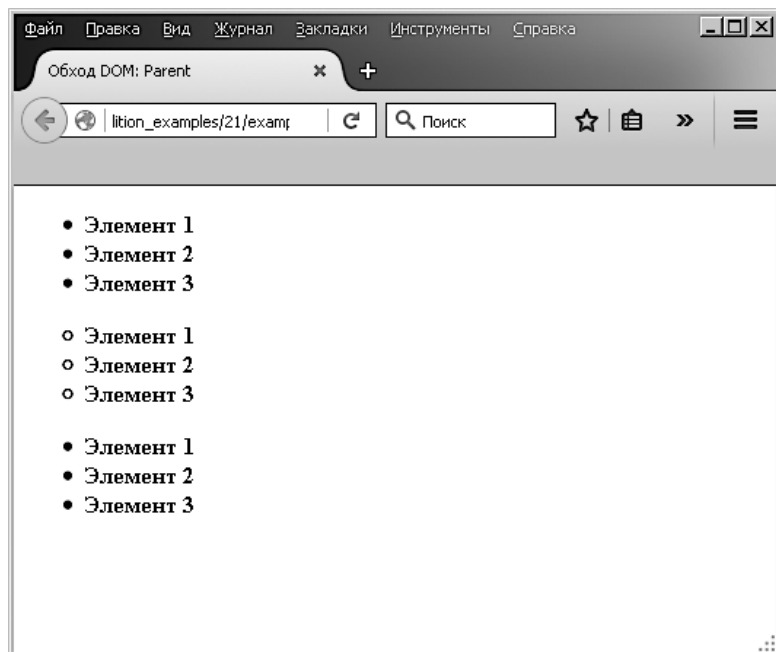 Файл Правка Вид Журнал Закладки Инструменты Справка
Обход DOM: Parent
lition_examples/21/examp
Поиск
Элемент 1
Элемент 2
Элемент 3
Элемент 1
Элемент 2
Элемент 3
Элемент 1
Элемент 2
Элемент 3